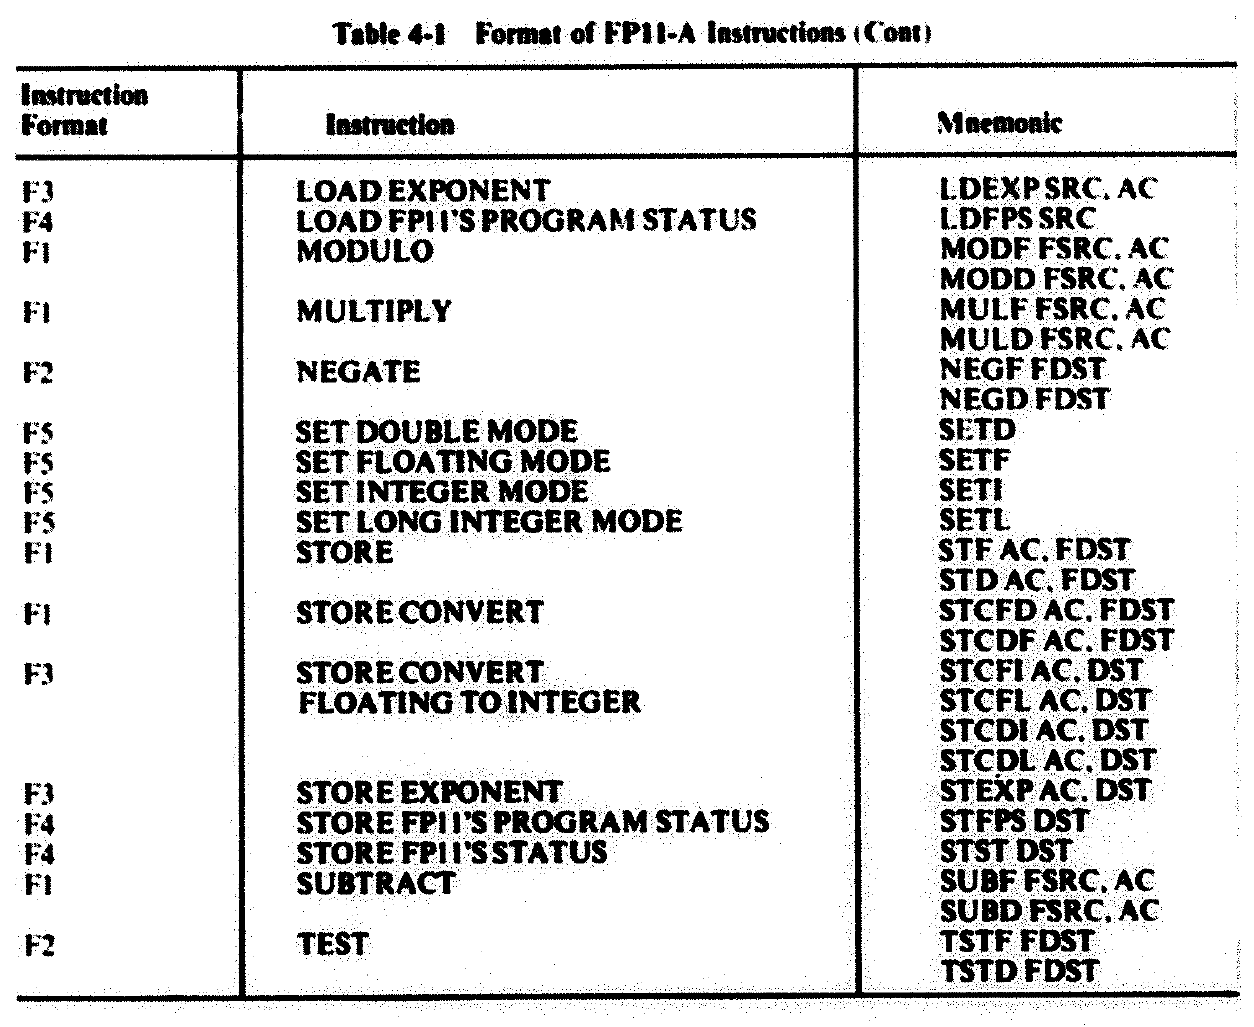 Table 4-1 Format of FP11-A Instructions (Cont)
Instruction Format Instruction Mnemonic
F3 LOAD EXPONENT LDEXP SRC, AC
F4 LOAD FP11'S PROGRAM STATUS LDFPS SRC
F1 MODULO MODF FSRC, AC
MODD FSRC, AC
F1 MULTIPLY MULF FSRC, AC
MULD FSRC, AC
F2 NEGATE NEGF FDST
NEGD FDST
F5 SET DOUBLE MODE SETD
F5 SET FLOATING MODE SETF
F5 SET INTEGER MODE SETI
F5 SET LONG INTEGER MODE SETL
F1 STORE STF AC, FDST
STD AC, FDST
F1 STORE CONVERT STCFD AC, FDST
STCDF AC, FDST
F3 STORE CONVERT STCFI AC, DST
FLOATING TO INTEGER STCFL AC, DST
STCDI AC, DST
STCDL AC, DST
F3 STORE EXPONENT STEXP AC, DST
F4 STORE FP11'S PROGRAM STATUS STFPS DST
F4 STORE FP11'S STATUS STST DST
F1 SUBTRACT SUBF FSRC, AC
SUBD FSRC, AC
F2 TEST TSTF FDST
TSTD FDST